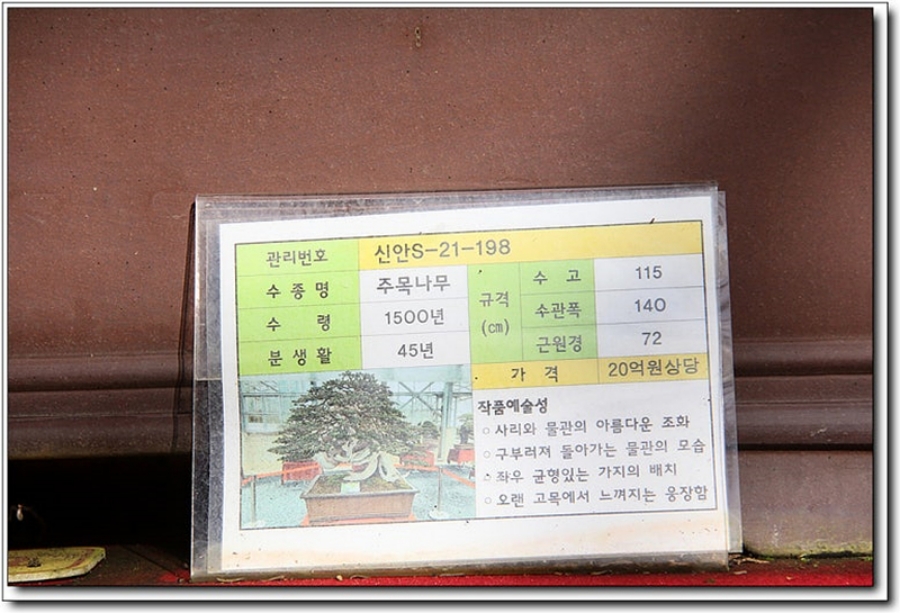 관리번호 신안S-21-198
수종명 주목나무 규격 (cm) 수고 115
수령 1500년 수관폭 140
분생활 45년 근원경 72
가격 20억원상당
작품예술성
○ 사리와 물관의 아름다운 조화
○ 구부러져 돌아가는 물관의 모습
○ 좌우 균형있는 가지의 배치
○ 오랜 고목에서 느껴지는 웅장함